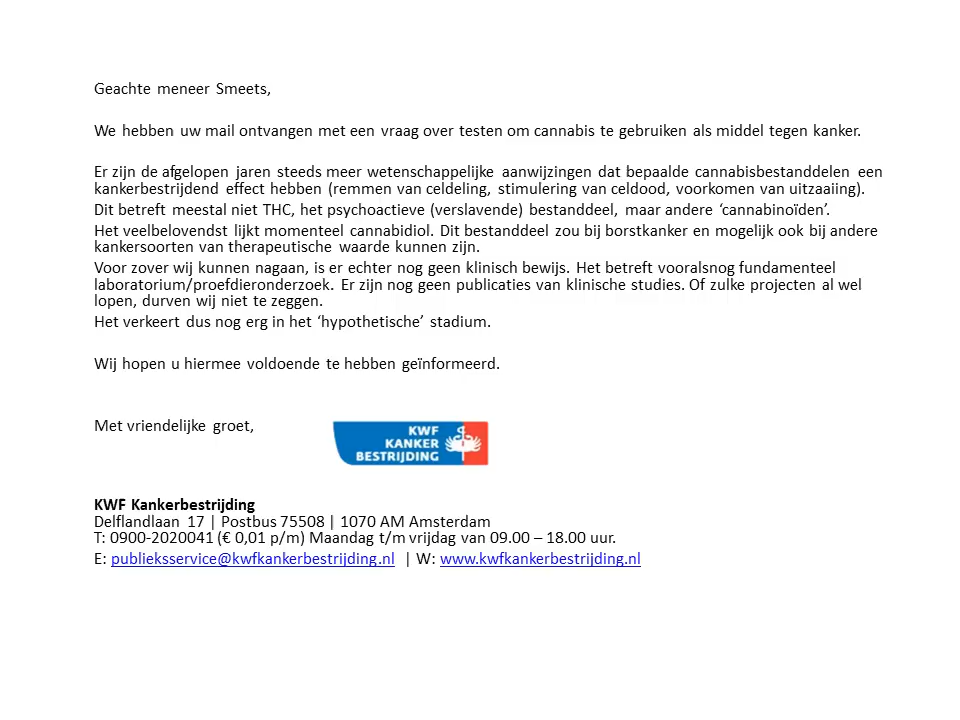 Geachte meneer Smeets,
We hebben uw mail ontvangen met een vraag over testen om cannabis te gebruiken als middel tegen kanker.
Er zijn de afgelopen jaren steeds meer wetenschappelijke aanwijzingen dat bepaalde cannabisbestanddelen een
kankerbestrijdend effect hebben (remmen van celdeling, stimulering van celdood, voorkomen van uitzaaiing).
Dit betreft meestal niet THC, het psychoactieve (verslavende) bestanddeel, maar andere ‘cannabinoïden’.
Het veelbelovendst lijkt momenteel cannabidiol. Dit bestanddeel zou bij borstkanker en mogelijk ook bij andere
kankersoorten van therapeutische waarde kunnen zijn.
Voor zover wij kunnen nagaan, is er echter nog geen klinisch bewijs. Het betreft vooralsnog fundamenteel
laboratorium/proefdieronderzoek. Er zijn nog geen publicaties van klinische studies. Of zulke projecten al wel
lopen, durven wij niet te zeggen.
Het verkeert dus nog erg in het ‘hypothetische’ stadium.
Wij hopen u hiermee voldoende te hebben geïnformeerd.
Met vriendelijke groet,
KWF
KANKER
BESTRIJDING
KWF Kankerbestrijding
Delflandlaan 17 | Postbus 75508 | 1070 AM Amsterdam
T: 0900-2020041 (€ 0,01 p/m) Maandag t/m vrijdag van 09.00 – 18.00 uur.
E: publieksservice@kwfkankerbestrijding.nl | W: www.kwfkankerbestrijding.nl